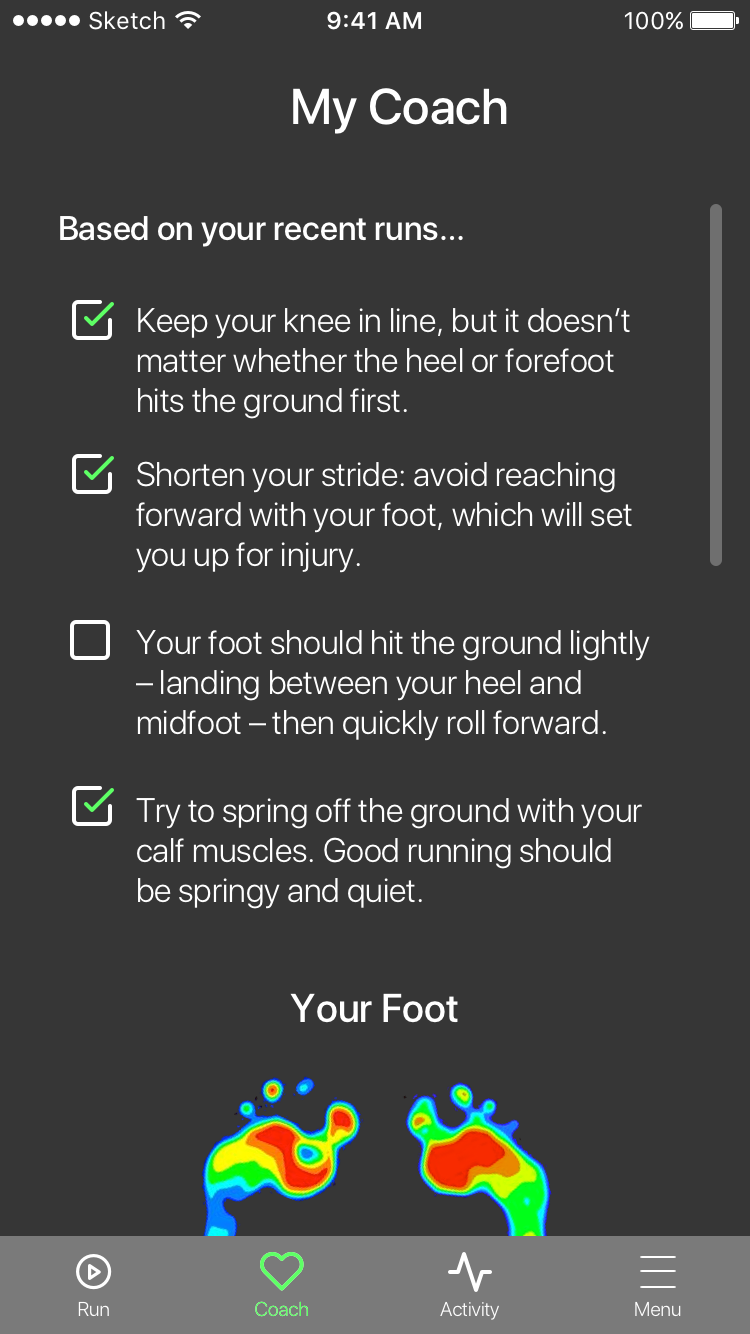 Sketch 9:41 AM 100%
My Coach
Based on your recent runs...
Keep your knee in line, but it doesn’t
matter whether the heel or forefoot
hits the ground first.
Shorten your stride: avoid reaching
forward with your foot, which will set
you up for injury.
Your foot should hit the ground lightly
– landing between your heel and
midfoot – then quickly roll forward.
Try to spring off the ground with your
calf muscles. Good running should
be springy and quiet.
Your Foot
Run Coach Activity Menu